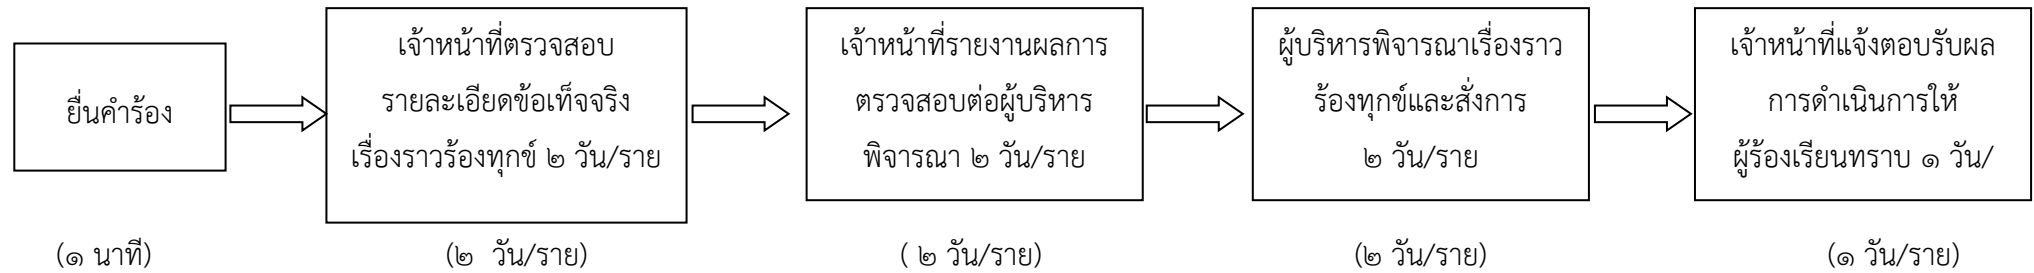 ยื่นคำร้อง
เจ้าหน้าที่ตรวจสอบ
รายละเอียดข้อเท็จจริง
เรื่องราวร้องทุกข์ ๒ วัน/ราย
เจ้าหน้าที่รายงานผลการ
ตรวจสอบต่อผู้บริหาร
พิจารณา ๒ วัน/ราย
ผู้บริหารพิจารณาเรื่องราว
ร้องทุกข์และสั่งการ
๒ วัน/ราย
เจ้าหน้าที่แจ้งตอบรับผล
การดำเนินการให้
ผู้ร้องเรียนทราบ ๑ วัน/
(๑ นาที)
(๒  วัน/ราย)
( ๒ วัน/ราย)
(๒ วัน/ราย)
(๑ วัน/ราย)